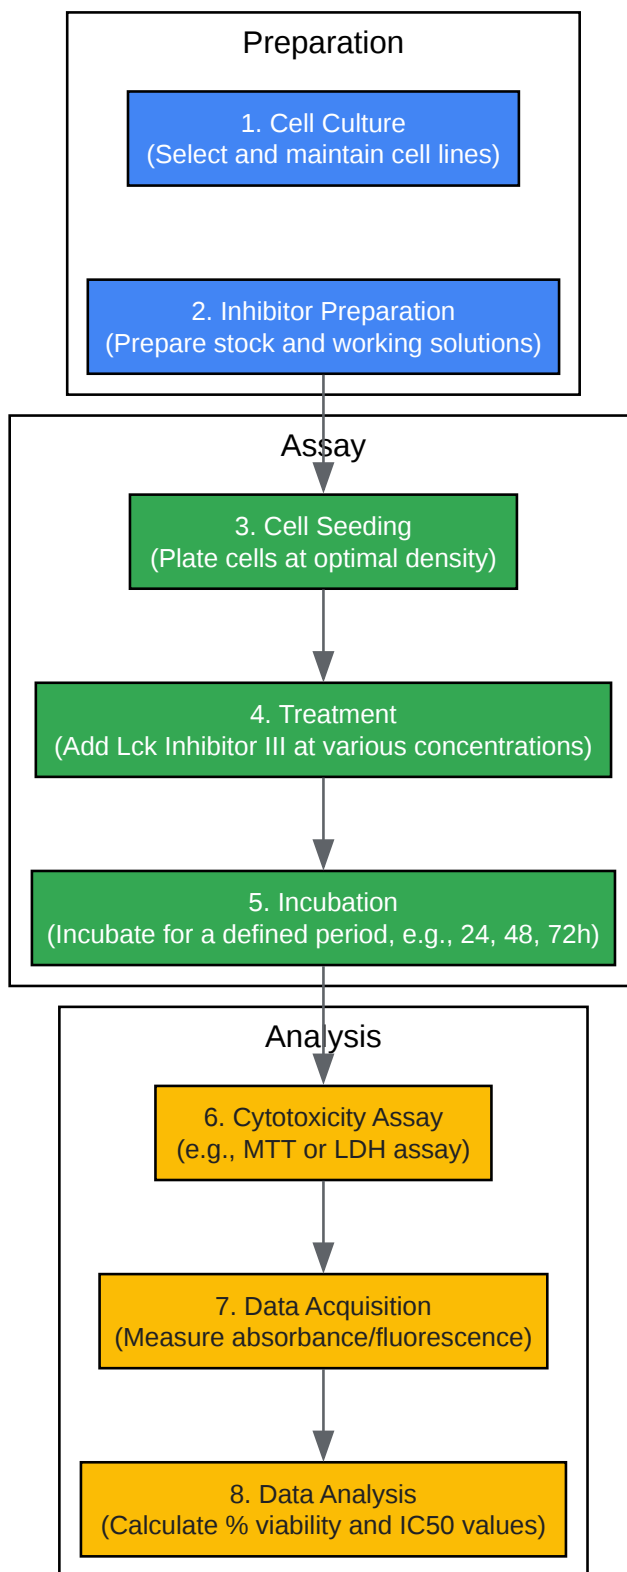 Preparation
1. Cell Culture
(Select and maintain cell lines)
2. Inhibitor Preparation
(Prepare stock and working solutions)
Assay
3. Cell Seeding
(Plate cells at optimal density)
4. Treatment
(Add Lck Inhibitor III at various concentrations)
5. Incubation
(Incubate for a defined period, e.g., 24, 48, 72h)
Analysis
6. Cytotoxicity Assay
(e.g., MTT or LDH assay)
7. Data Acquisition
(Measure absorbance/fluorescence)
8. Data Analysis
(Calculate % viability and IC50 values)